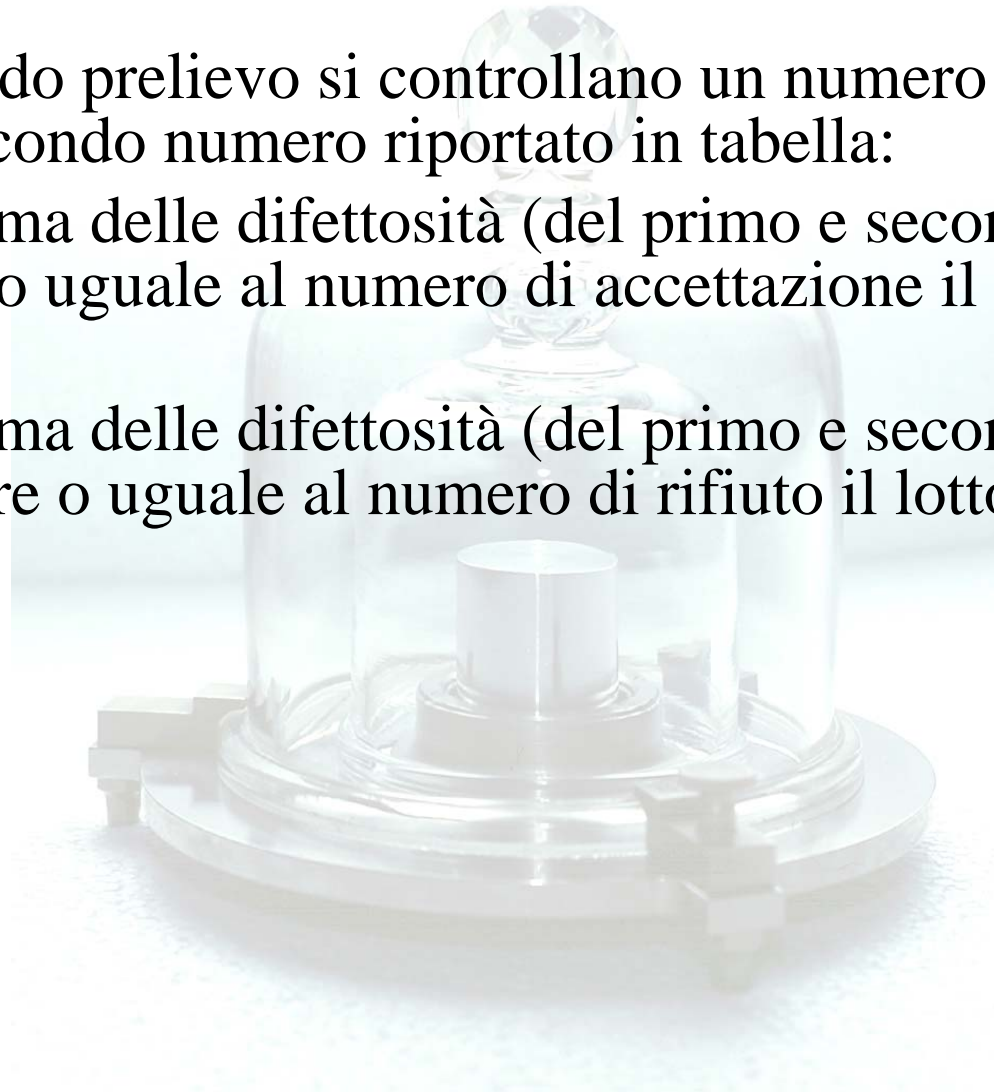 do prelievo si controllano un numero
condo numero riportato in tabella:
ma delle difettosità (del primo e secon
o uguale al numero di accettazione il
ma delle difettosità (del primo e secon
re o uguale al numero di rifiuto il lotto